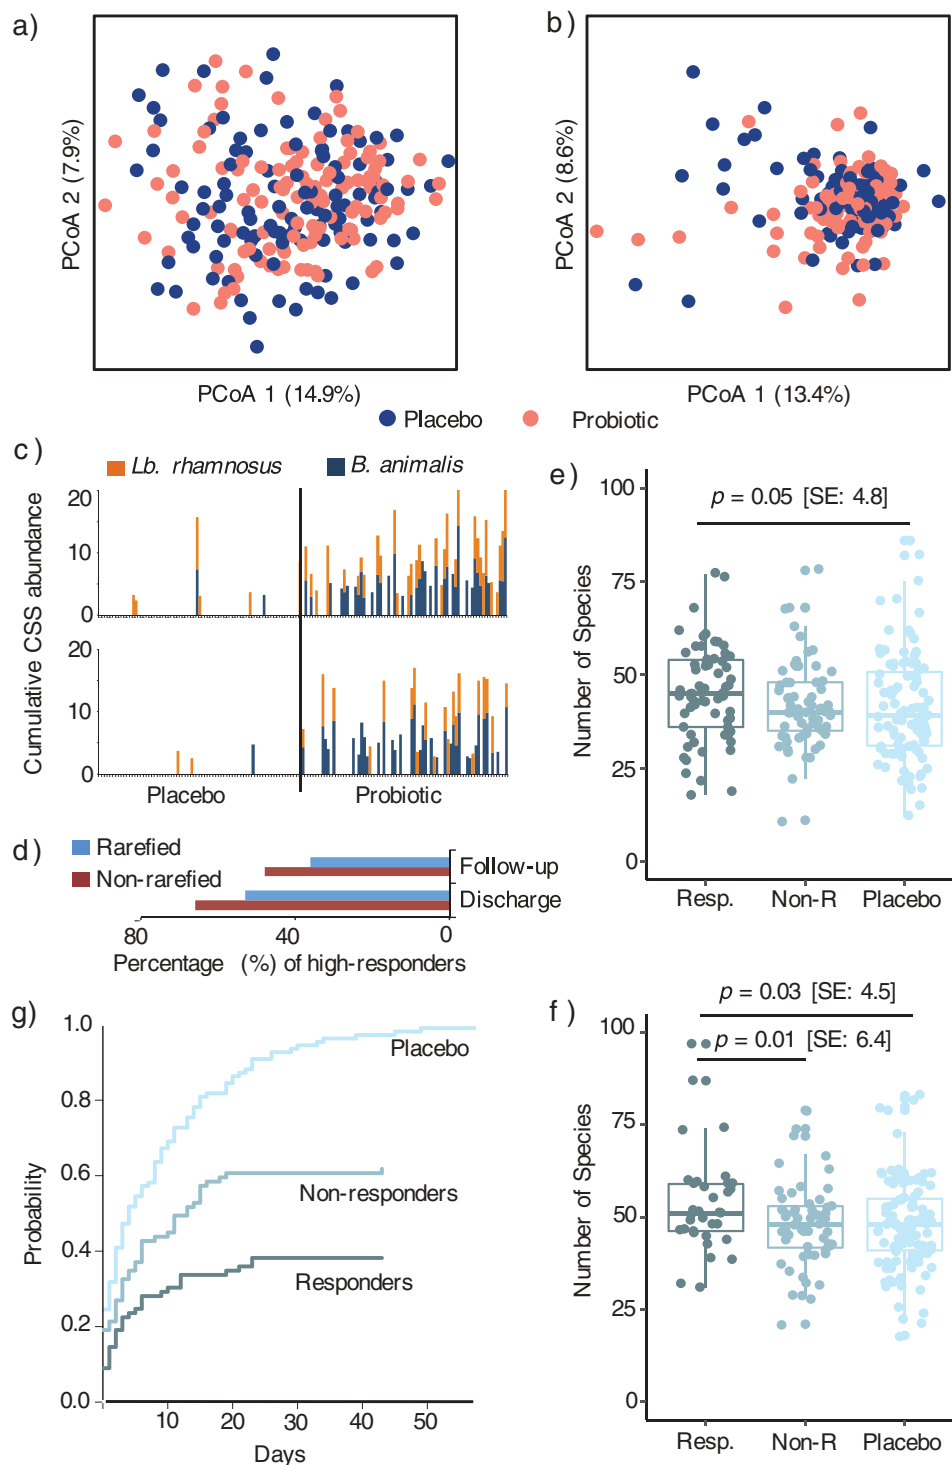 a)
b)
PCoA 2 (7.9%)
PCoA 2 (8.6%)
PCoA 1 (14.9%)
PCoA 1 (13.4%)
Placebo
Probiotic
c)
Lb. rhamnosus
B. animalis
Cumulative CSS abundance
20
10
0
20
10
0
Placebo
Probiotic
d)
Rarefied
Non-rarefied
Follow-up
Discharge
80
40
0
Percentage (%) of high-responders
e)
p = 0.05 [SE: 4.8]
Number of Species
100
75
50
25
0
Resp.
Non-R
Placebo
f)
p = 0.03 [SE: 4.5]
p = 0.01 [SE: 6.4]
Number of Species
100
75
50
25
0
Resp.
Non-R
Placebo
g)
Probability
1.0
0.8
0.6
0.4
0.2
0.0
Placebo
Non-responders
Responders
10
20
30
40
50
Days